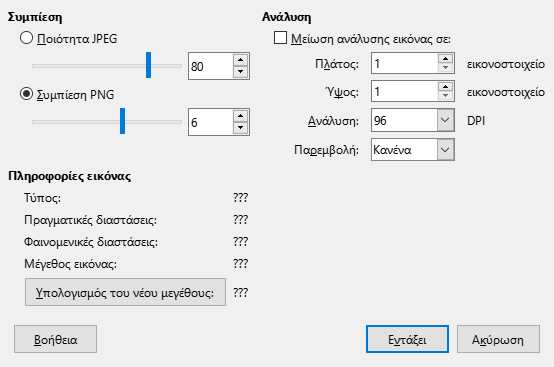 Συμπίεση
Ποιότητα JPEG
80
Συμπίεση PNG
6
Ανάλυση
Μείωση ανάλυσης εικόνας σε:
Πλάτος: 1 εικονοστοιχείο
Ύψος: 1 εικονοστοιχείο
Ανάλυση: 96 DPI
Παρεμβολή: Κανένα
Πληροφορίες εικόνας
Τύπος: ???
Πραγματικές διαστάσεις: ???
Φαινομενικές διαστάσεις: ???
Μέγεθος εικόνας: ???
Υπολογισμός του νέου μεγέθους: ???
Βοήθεια
Εντάξει
Ακύρωση